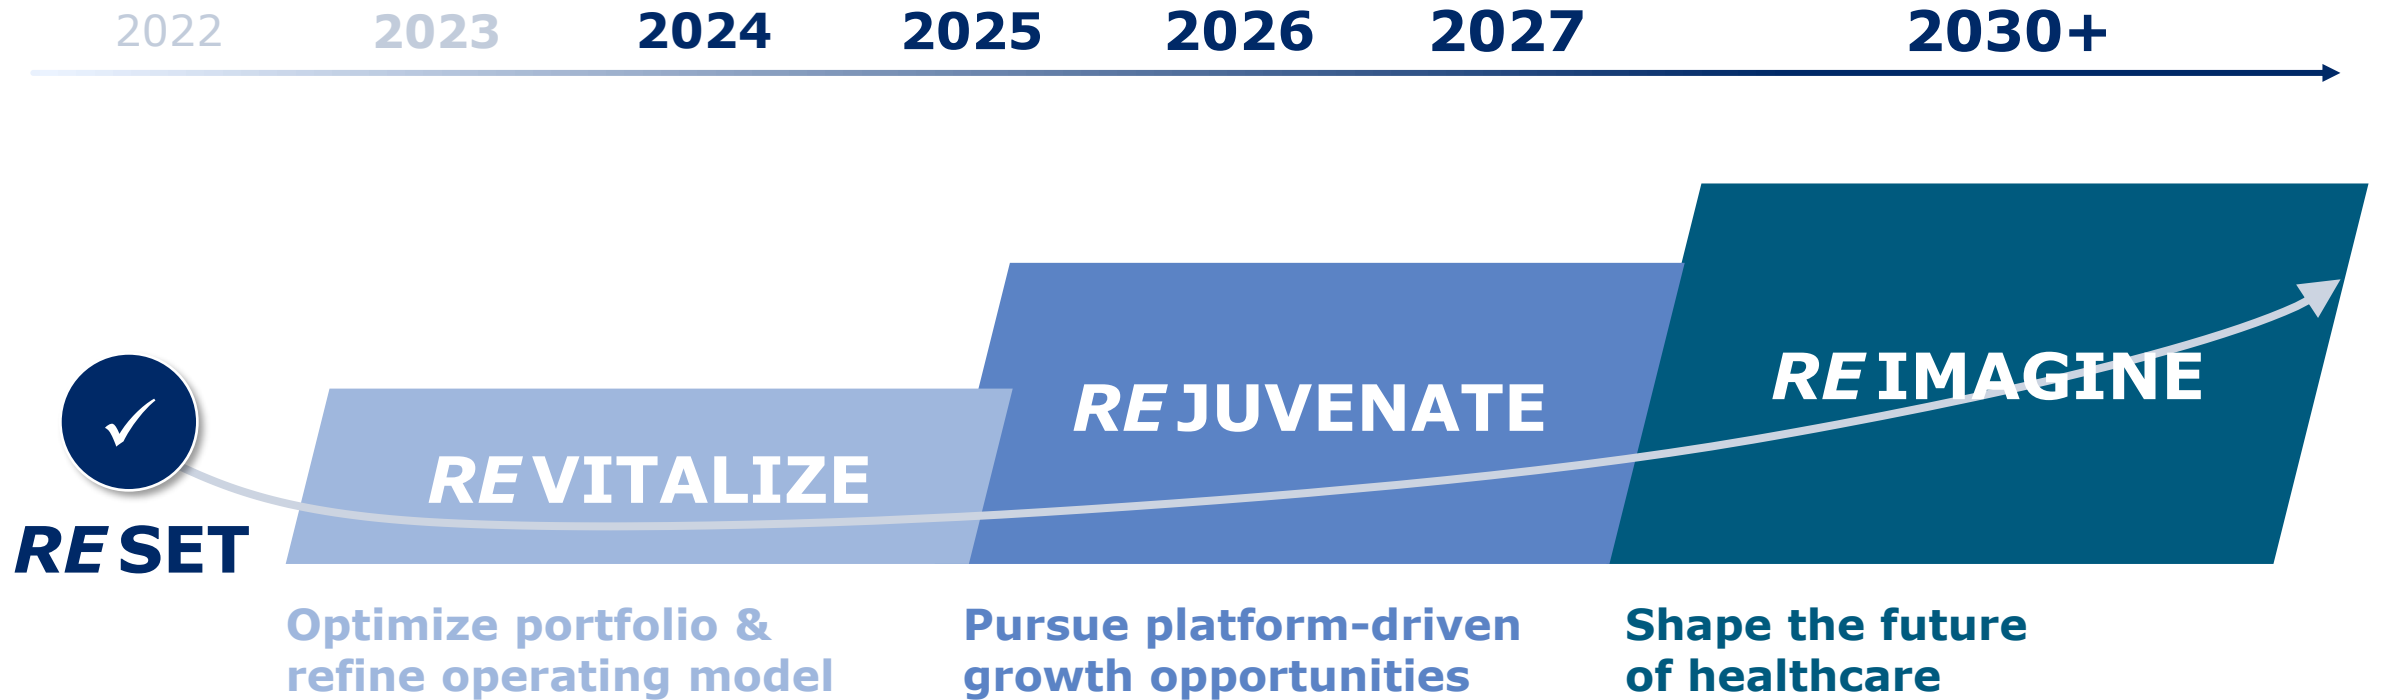 2022 2023 2024 2025 2026 2027 2030+
REIMAGINE
REJUVENATE
REVITALIZE
RESET
Optimize portfolio &
refine operating model
Pursue platform-driven
growth opportunities
Shape the future
of healthcare